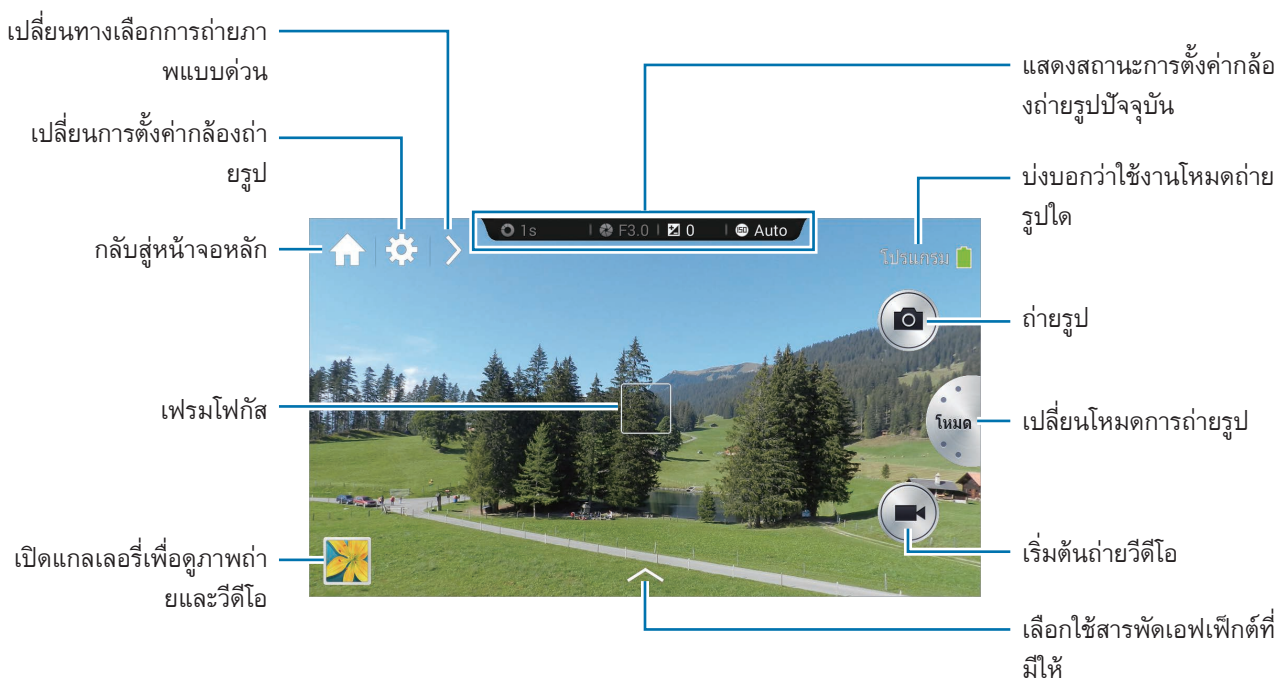 เปลี่ยนทางเลือกการถ่ายภา
พแบบด่วน
เปลี่ยนการตั้งค่ากล้องถ่า
ยรูป
กลับสู่หน้าจอหลัก
เฟรมโฟกัส
เปิดแกลเลอรี่เพื่อดูภาพถ่า
ยและวีดีโอ
1s F3.0 0 ISO Auto
โปรแกรม
โหมด
แสดงสถานะการตั้งค่ากล้อ
งถ่ายรูปปัจจุบัน
บ่งบอกว่าใช้งานโหมดถ่าย
รูปใด
ถ่ายรูป
เปลี่ยนโหมดการถ่ายรูป
เริ่มต้นถ่ายวีดีโอ
เลือกใช้สารพัดเอฟเฟ็กต์ที่
มีให้